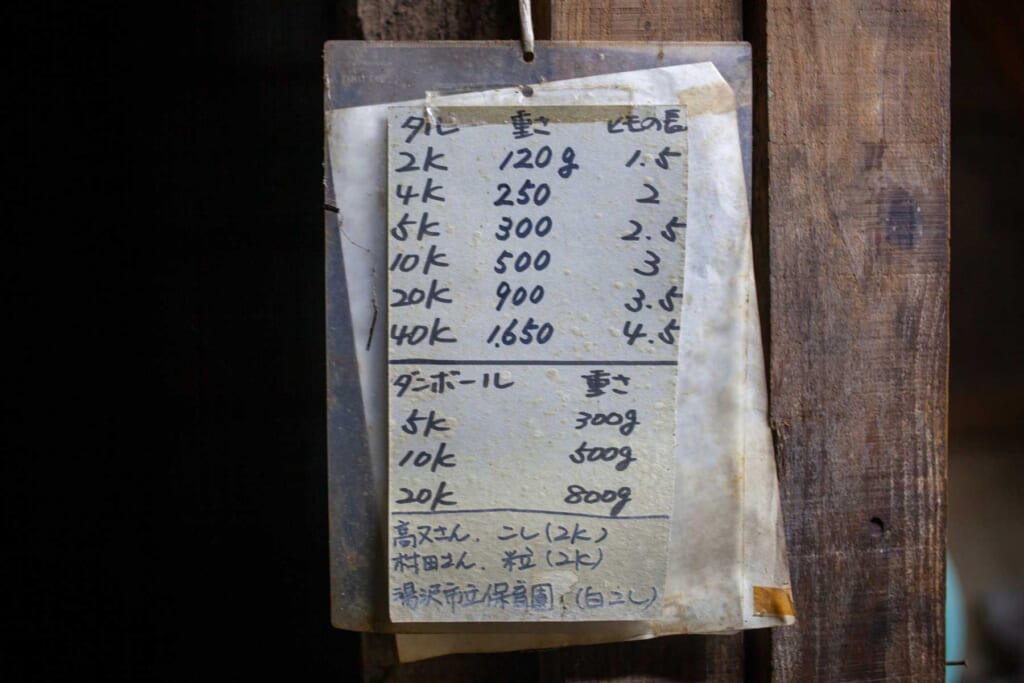 タル 重さ ヒモの長
2K 120g 1.5
4K 250 2
5K 300 2.5
10K 500 3
20K 900 3.5
40K 1.650 4.5
ダンボール 重さ
5K 300g
10K 500g
20K 800g
高又さん. こし(2K)
村田さん. 粒(2K)
湯沢市立保育園.(白こし)